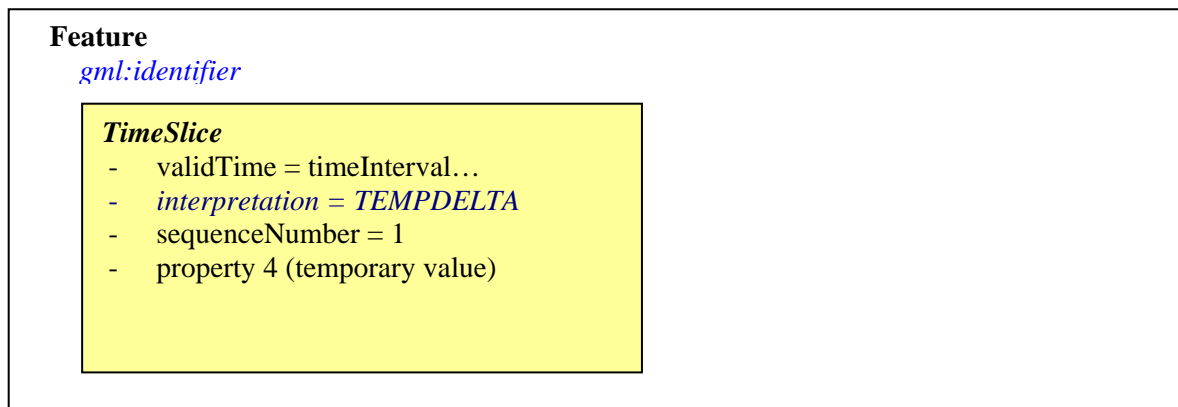 Feature
gml:identifier
TimeSlice
- validTime = timeInterval…
- interpretation = TEMPDELTA
- sequenceNumber = 1
- property 4 (temporary value)